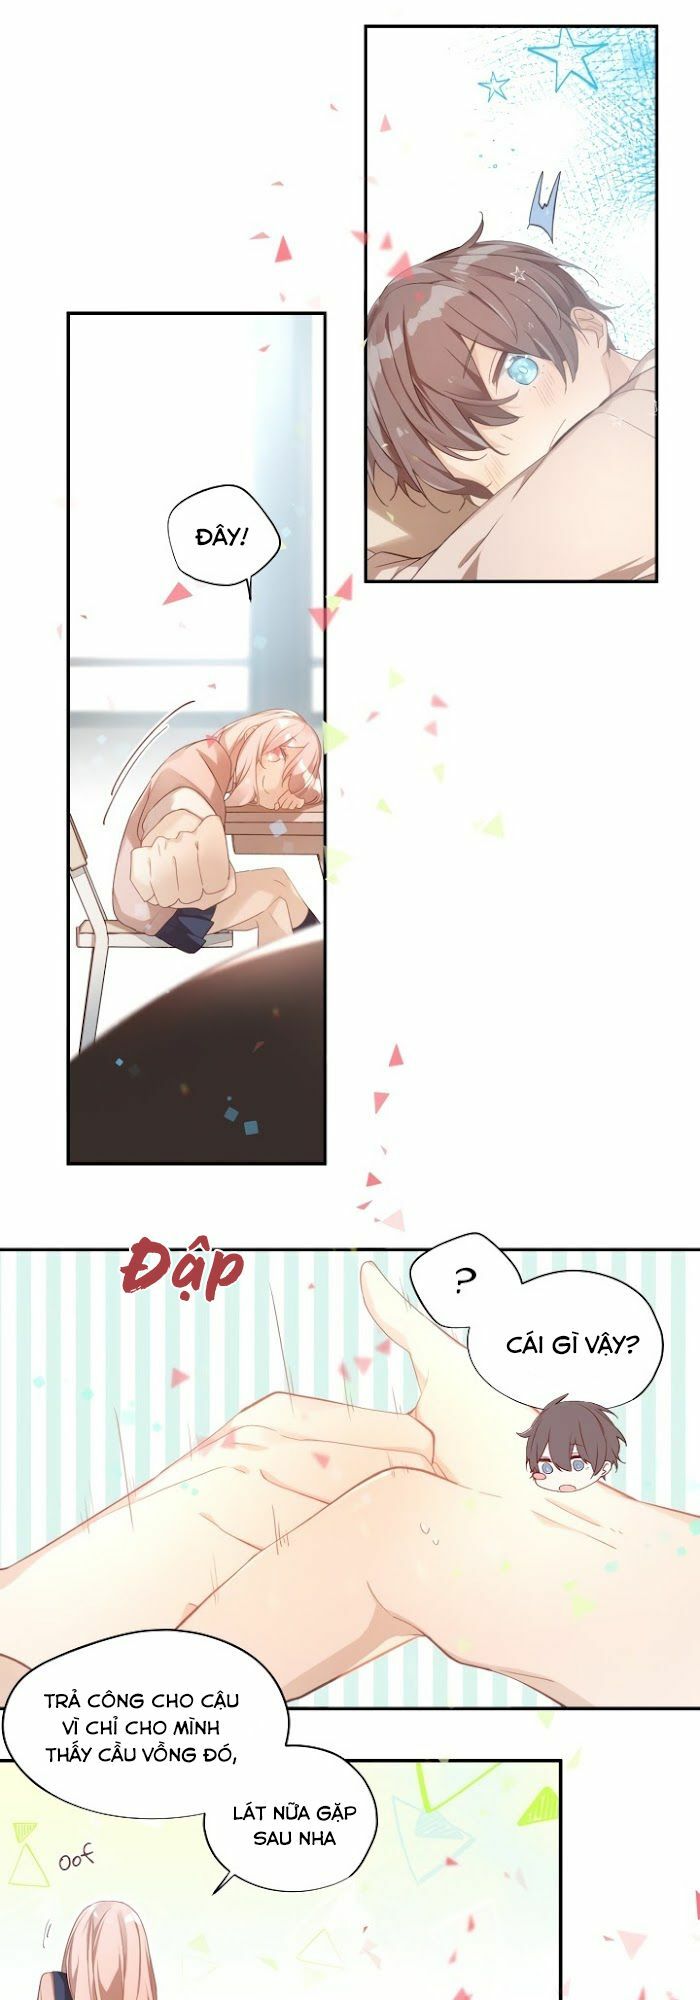 ĐÂY!
Đập
?
CÁI GÌ VẬY?
TRẢ CÔNG CHO CẬU
VÌ CHỈ CHO MÌNH
THẤY CẦU VỒNG ĐÓ,
LÁT NỮA GẶP
SAU NHA
oof